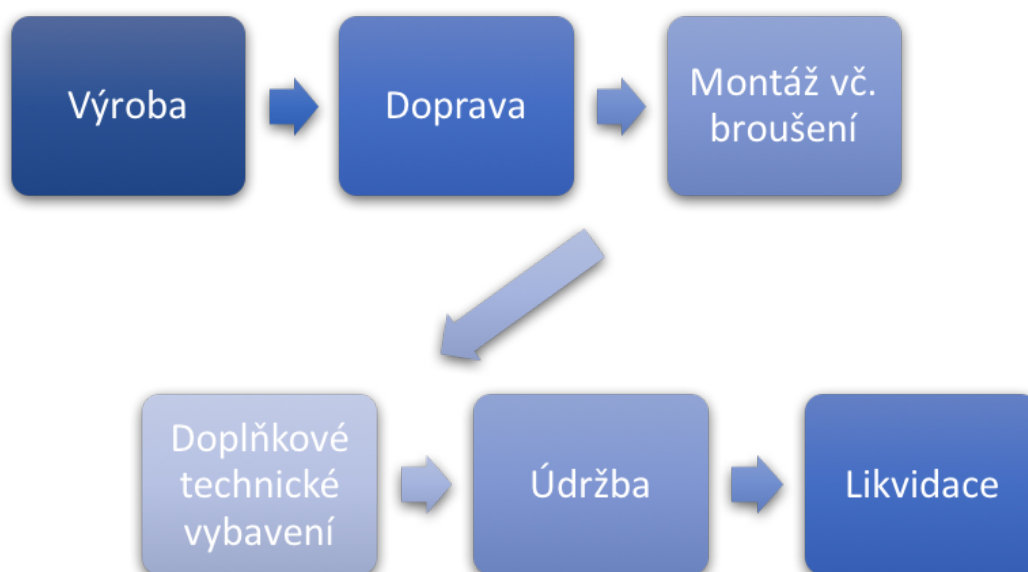 Výroba
Doprava
Montáž vč.
broušení
Doplňkové
technické
vybavení
Údržba
Likvidace